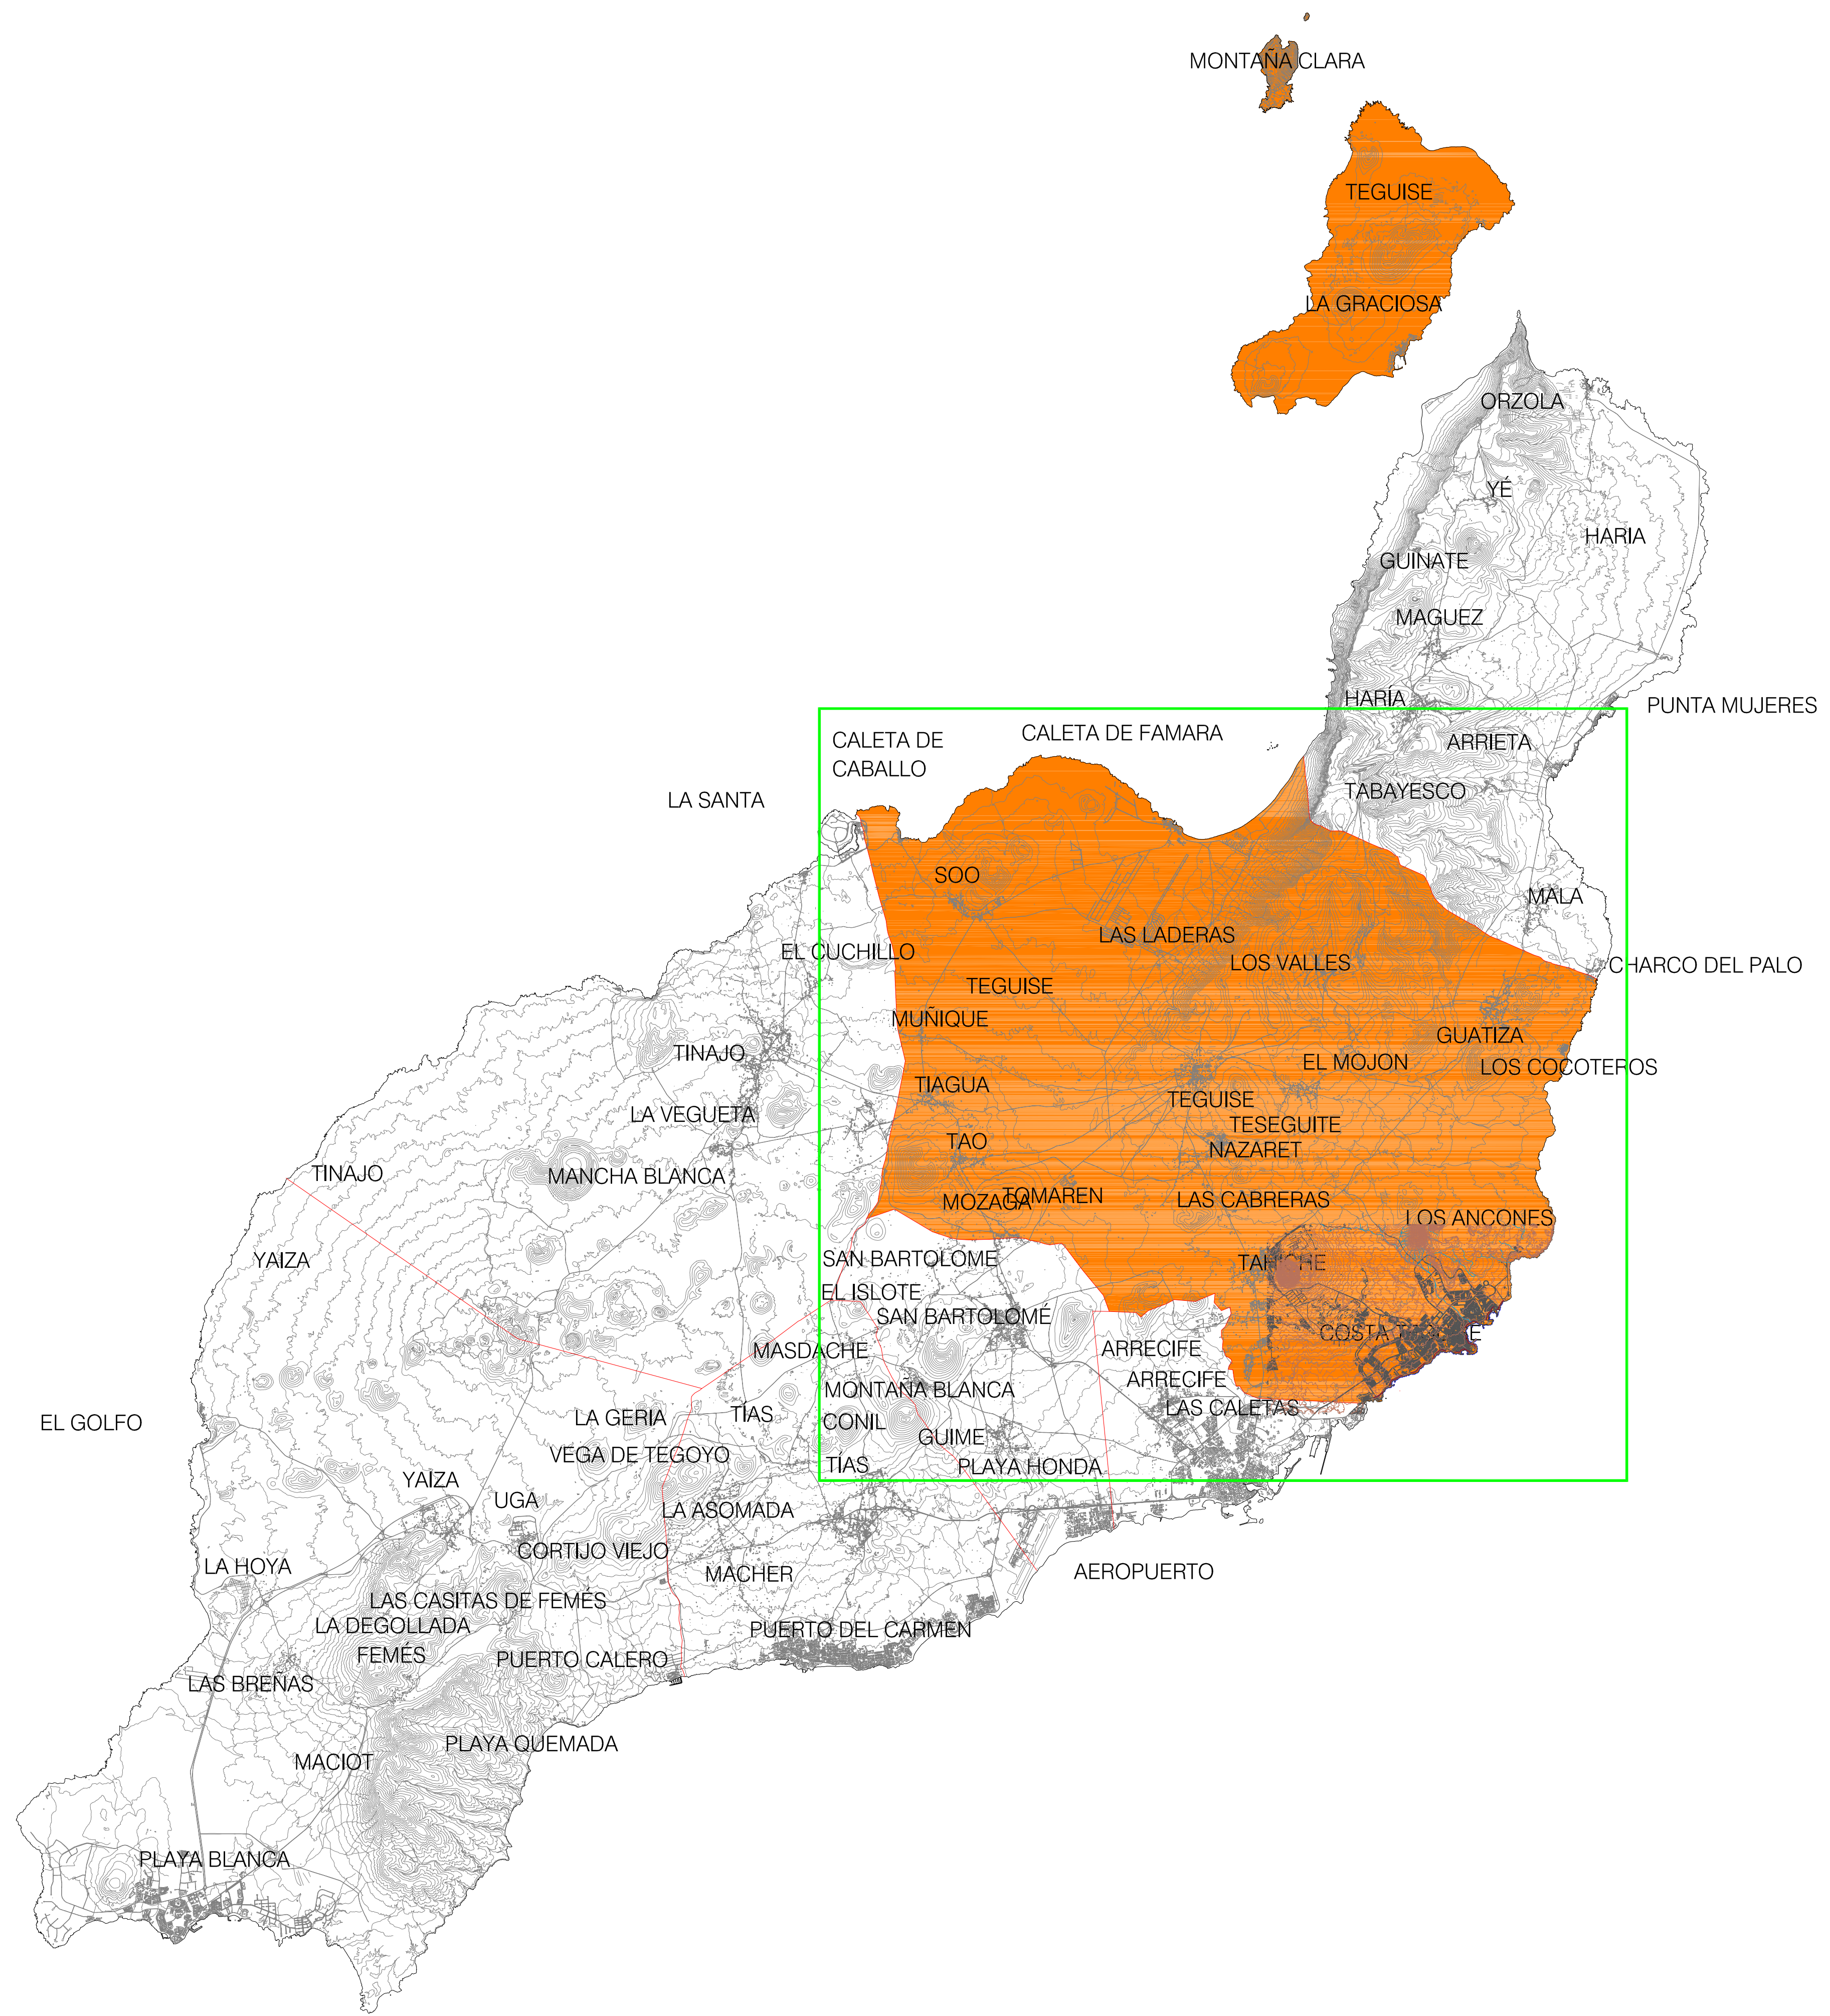 MONTAÑA CLARA
TEGUISE
LA GRACIOSA
ORZOLA
YÉ
HARIA
GUINATE
MAGUEZ
HARÍA
PUNTA MUJERES
CALETA DE FAMARA
CALETA DE
CABALLO
ARRIETA
TABAYESCO
LA SANTA
SOO
MALA
LAS LADERAS
EL CUCHILLO
LOS VALLES
CHARCO DEL PALO
TEGUISE
MUÑIQUE
GUATIZA
TINAJO
EL MOJON
LOS COCOTEROS
TIAGUA
TEGUISE
LA VEGUETA
TESEGUITE
TAO
NAZARET
TINAJO
MANCHA BLANCA
MOZAGA
TOMAREN
LAS CABRERAS
LOS ANCONES
YAIZA
SAN BARTOLOME
EL ISLOTE
SAN BARTOLOMÉ
MASDACHE
ARRECIFE
ARRECIFE
MONTAÑA BLANCA
LAS CALETAS
EL GOLFO
LA GERIA
TÍAS
CONIL
GUIME
VEGA DE TEGOYO
TÍAS
PLAYA HONDA
YAIZA
UGA
LA ASOMADA
CORTIJO VIEJO
LA HOYA
MACHER
AEROPUERTO
LAS CASITAS DE FEMÉS
LA DEGOLLADA
PUERTO DEL CARMEN
FEMÉS
PUERTO CALERO
LAS BREÑAS
PLAYA QUEMADA
MACIOT
PLAYA BLANCA